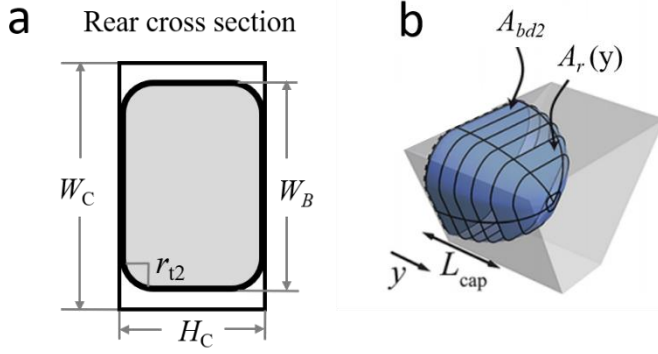 a
Rear cross section
W_C
W_B
r_t2
H_C
b
A_bd2
A_r (y)
y
L_cap